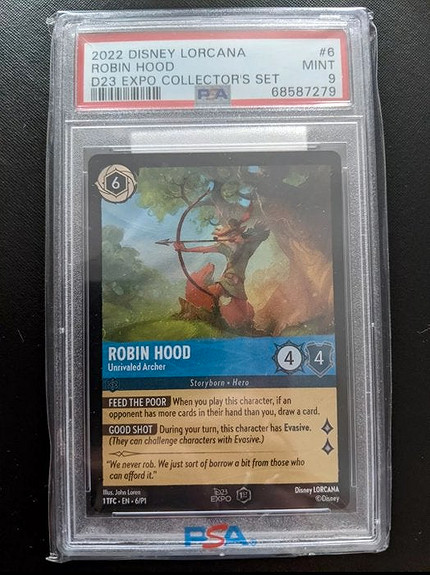 2022 DISNEY LORCANA #6
ROBIN HOOD MINT
D23 EXPO COLLECTOR'S SET 9
PSA 68587279
6
ROBIN HOOD
Unrivaled Archer
4 4
Storyborn • Hero
FEED THE POOR When you play this character, if an
opponent has more cards in their hand than you, draw a card.
GOOD SHOT During your turn, this character has Evasive.
(They can challenge characters with Evasive.)
"We never rob. We just sort of borrow a bit from those who
can afford it."
Illus. John Loren
1TFC • EN • 6/P1
D23
EXPO
Disney LORCANA
©Disney
PSA